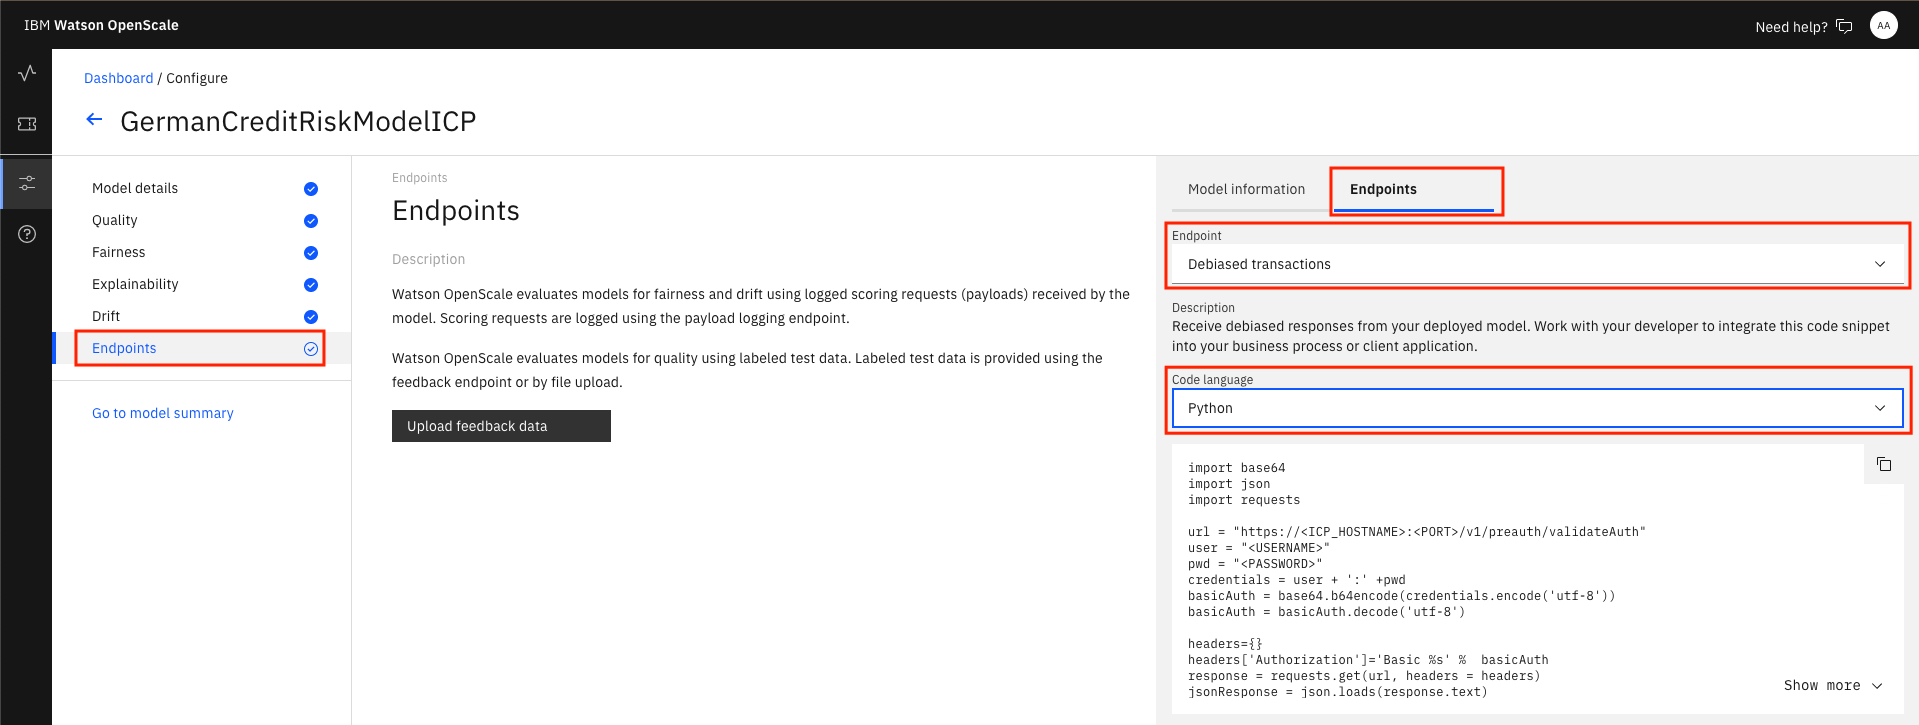 IBM Watson OpenScale
Need help?
AA
Dashboard / Configure
GermanCreditRiskModelICP
Model details
Quality
Fairness
Explainability
Drift
Endpoints
Go to model summary
Endpoints
Endpoints
Description
Watson OpenScale evaluates models for fairness and drift using logged scoring requests (payloads) received by the
model. Scoring requests are logged using the payload logging endpoint.
Watson OpenScale evaluates models for quality using labeled test data. Labeled test data is provided using the
feedback endpoint or by file upload.
Upload feedback data
Model information
Endpoints
Endpoint
Debiased transactions
Description
Receive debiased responses from your deployed model. Work with your developer to integrate this code snippet
into your business process or client application.
Code language
Python
import base64
import json
import requests
url = "https://<ICP_HOSTNAME>:<PORT>/v1/preauth/validateAuth"
user = "<USERNAME>"
pwd = "<PASSWORD>"
credentials = user + ':' +pwd
basicAuth = base64.b64encode(credentials.encode('utf-8'))
basicAuth = basicAuth.decode('utf-8')
headers={}
headers['Authorization']='Basic %s' %  basicAuth
response = requests.get(url, headers = headers)
jsonResponse = json.loads(response.text)
Show more